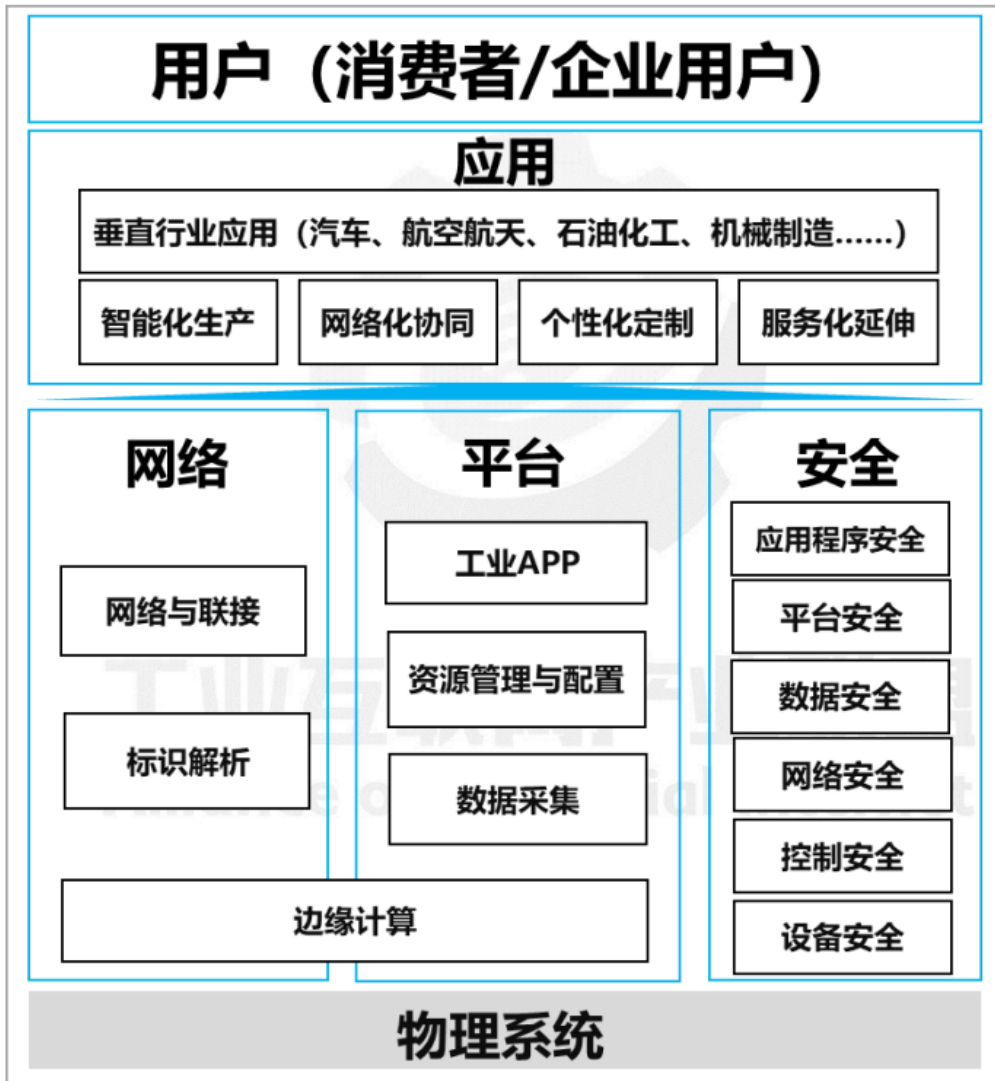 用户（消费者/企业用户）
应用
垂直行业应用（汽车、航空航天、石油化工、机械制造......）
智能化生产
网络化协同
个性化定制
服务化延伸
网络
网络与联接
标识解析
平台
工业APP
资源管理与配置
数据采集
边缘计算
安全
应用程序安全
平台安全
数据安全
网络安全
控制安全
设备安全
物理系统